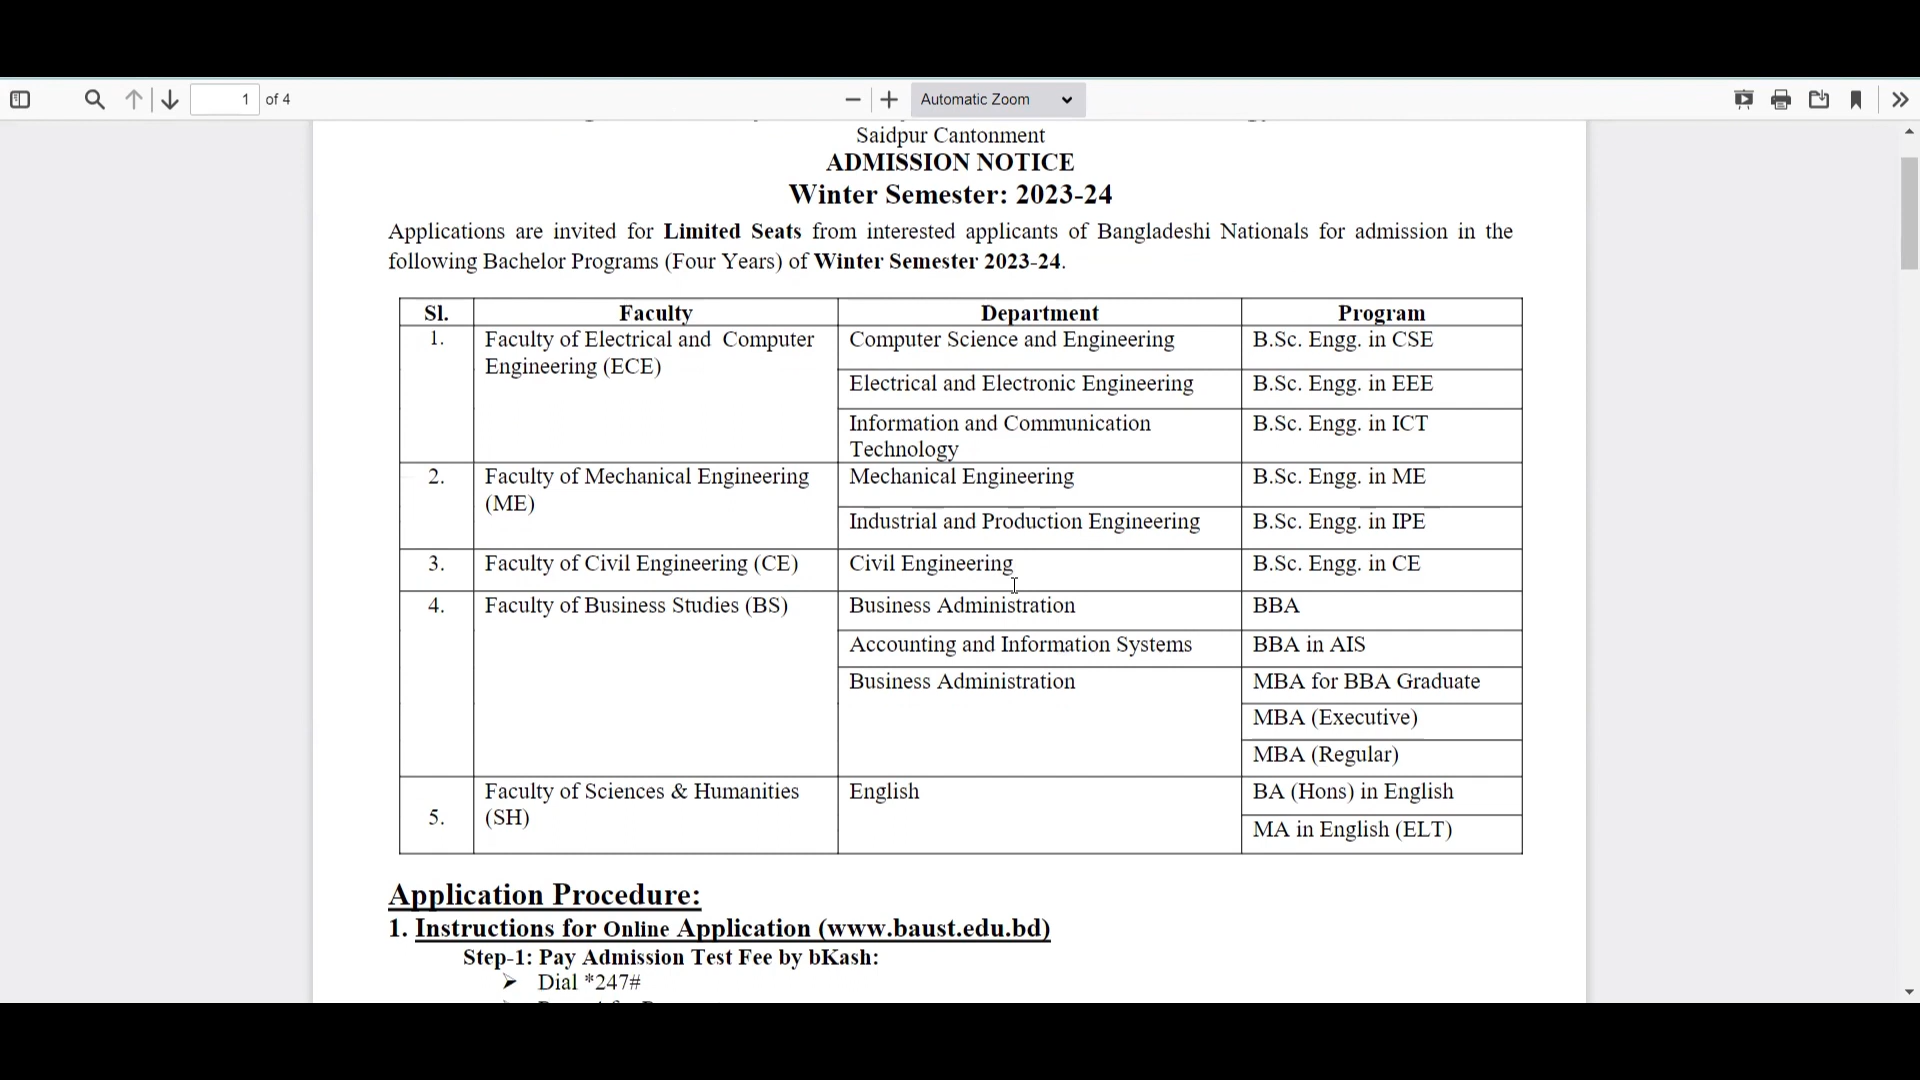 1 of 4
Automatic Zoom
Saidpur Cantonment
ADMISSION NOTICE
Winter Semester: 2023-24
Applications are invited for Limited Seats from interested applicants of Bangladeshi Nationals for admission in the
following Bachelor Programs (Four Years) of Winter Semester 2023-24.
Sl. Faculty Department Program
1. Faculty of Electrical and Computer Computer Science and Engineering B.Sc. Engg. in CSE
Engineering (ECE)
Electrical and Electronic Engineering B.Sc. Engg. in EEE
Information and Communication B.Sc. Engg. in ICT
Technology
2. Faculty of Mechanical Engineering Mechanical Engineering B.Sc. Engg. in ME
(ME)
Industrial and Production Engineering B.Sc. Engg. in IPE
3. Faculty of Civil Engineering (CE) Civil Engineering B.Sc. Engg. in CE
4. Faculty of Business Studies (BS) Business Administration BBA
Accounting and Information Systems BBA in AIS
Business Administration MBA for BBA Graduate
MBA (Executive)
MBA (Regular)
Faculty of Sciences & Humanities English BA (Hons) in English
5. (SH)
MA in English (ELT)
Application Procedure:
1. Instructions for Online Application (www.baust.edu.bd)
Step-1: Pay Admission Test Fee by bKash:
➢ Dial *247#